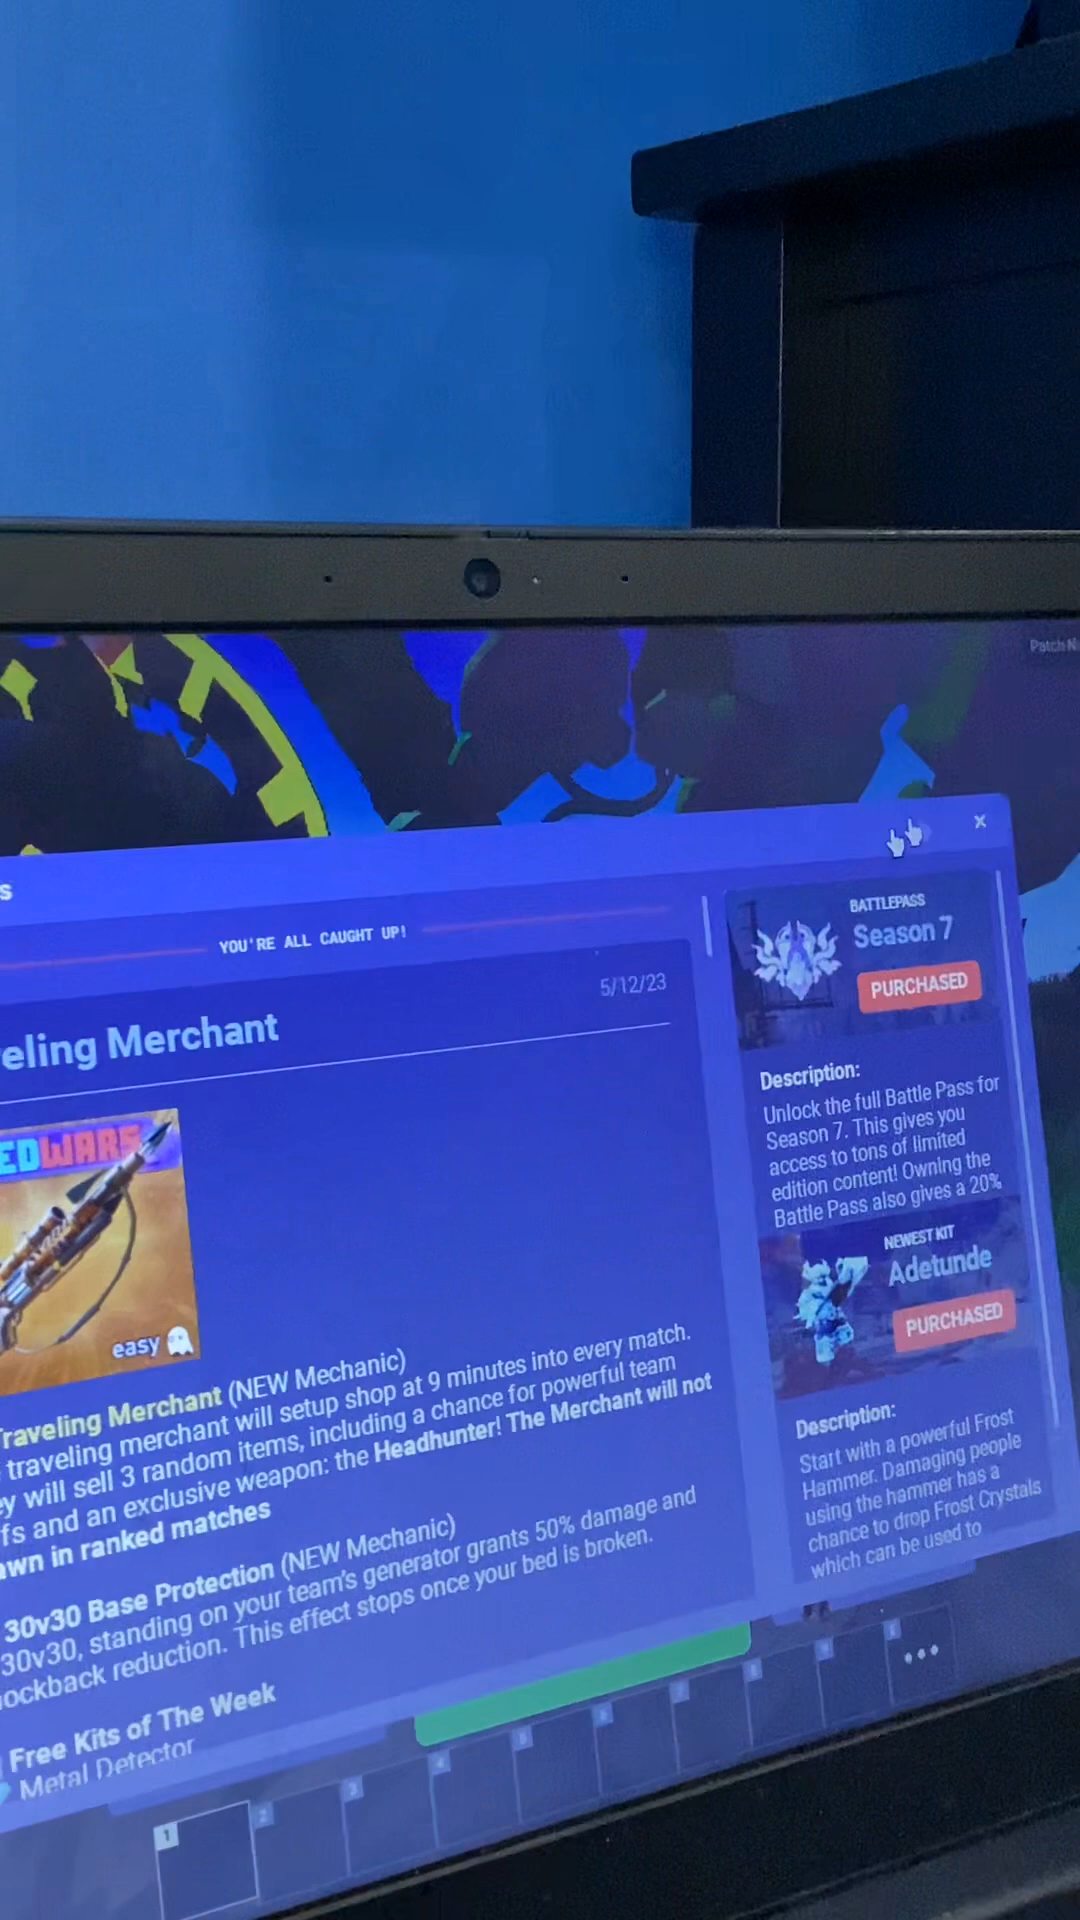 Patch N
s
YOU'RE ALL CAUGHT UP!
5/12/23
eling Merchant
EDWARS
easy
Traveling Merchant (NEW Mechanic)
traveling merchant will setup shop at 9 minutes into every match.
ey will sell 3 random items, including a chance for powerful team
fs and an exclusive weapon: the Headhunter! The Merchant will not
awn in ranked matches
30v30 Base Protection (NEW Mechanic)
30v30, standing on your team's generator grants 50% damage and
ockback reduction. This effect stops once your bed is broken.
Free Kits of The Week
Metal Detector
BATTLEPASS
Season 7
PURCHASED
Description:
Unlock the full Battle Pass for
Season 7. This gives you
access to tons of limited
edition content! Owning the
Battle Pass also gives a 20%
NEWEST KIT
Adetunde
PURCHASED
Description:
Start with a powerful Frost
Hammer. Damaging people
using the hammer has a
chance to drop Frost Crystals
which can be used to
1
2
3
4
5
6